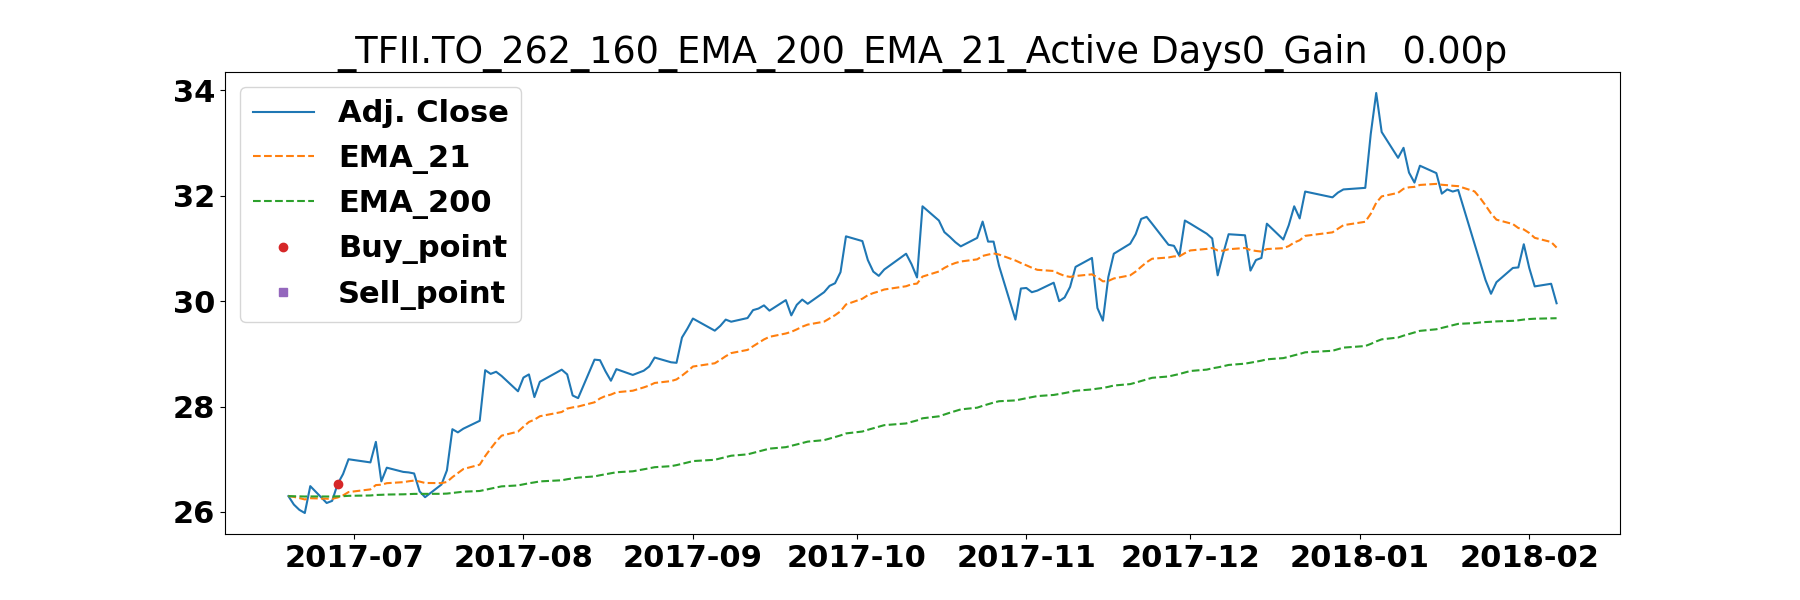 _TFII.TO_262_160_EMA_200_EMA_21_Active Days0_Gain   0.00p
34
32
30
28
26
Adj. Close
EMA_21
EMA_200
Buy_point
Sell_point
2017-07 2017-08 2017-09 2017-10 2017-11 2017-12 2018-01 2018-02